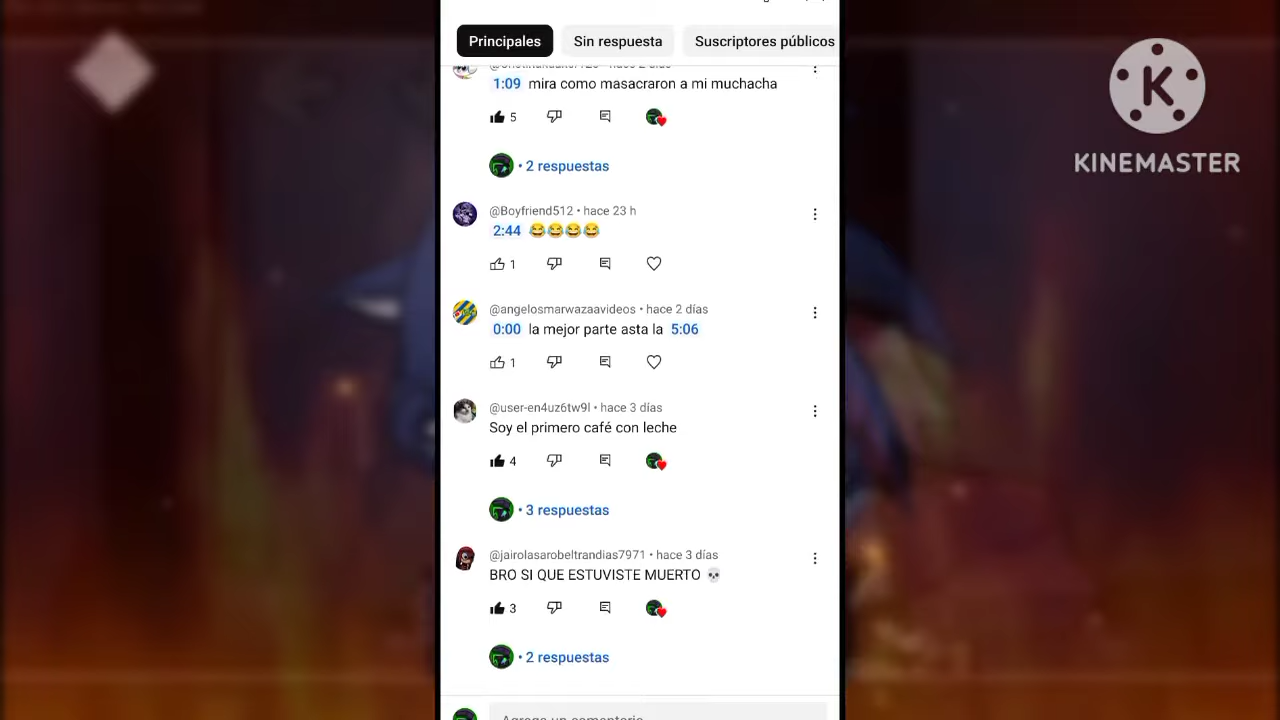 Principales
Sin respuesta
Suscriptores públicos
1:09 mira como masacraron a mi muchacha
5
• 2 respuestas
@Boyfriend512 • hace 23 h
2:44 😂😂😂😂
1
@angelosmarwazaavideos • hace 2 días
0:00 la mejor parte asta la 5:06
1
@user-en4uz6tw9l • hace 3 días
Soy el primero café con leche
4
• 3 respuestas
@jairolasarobeltrandias7971 • hace 3 días
BRO SI QUE ESTUVISTE MUERTO 💀
3
• 2 respuestas
Agrega un comentario
K
KINEMASTER